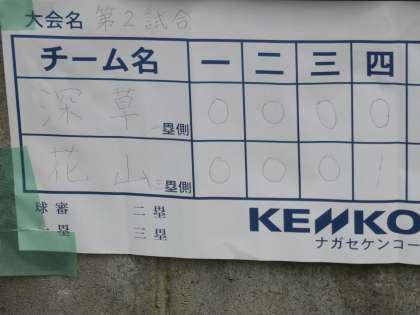 大会名 第2試合
チーム名 一 二 三 四
深草 塁側 0 0 0 0
花山 塁側 0 0 0 1
球審 二塁
一塁 三塁
KENKO
ナガセケンコー